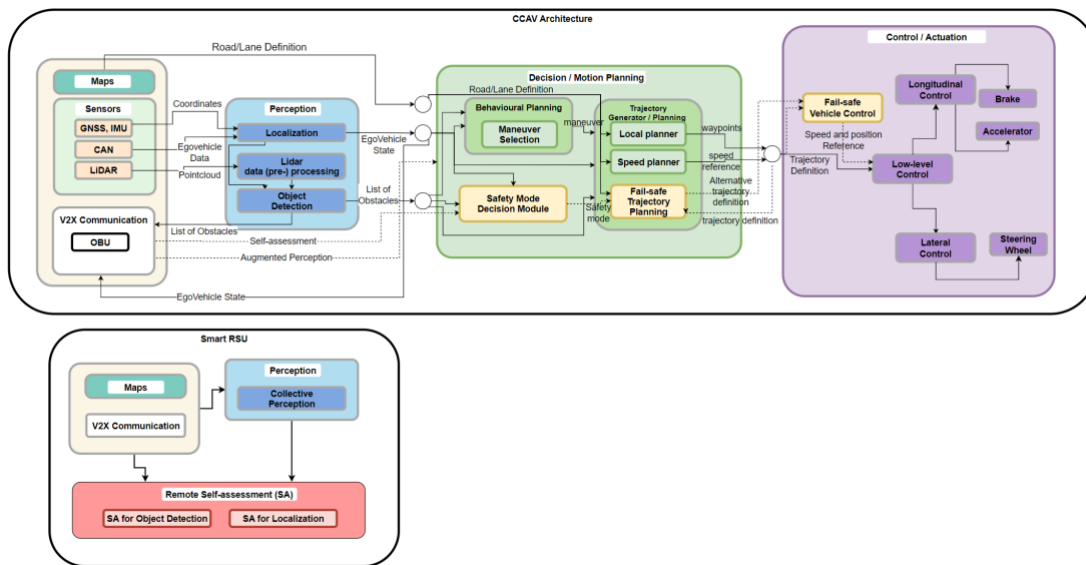 CCAV Architecture
Road/Lane Definition
Maps
Sensors
GNSS, IMU
CAN
LiDAR
V2X Communication
OBU
Coordinates
Egovehicle
Data
Pointcloud
Perception
Localization
Lidar
data (pre-) processing
Object
Detection
EgoVehicle
State
List of
Obstacles
List of Obstacles
Self-assessment
Augmented Perception
EgoVehicle State
Decision / Motion Planning
Road/Lane Definition
Behavioural Planning
Maneuver
Selection
maneuver
Safety Mode
Decision Module
Safety
mode
Trajectory
Generator / Planning
Local planner
Speed planner
Fail-safe
Trajectory
Planning
waypoints
speed
reference
Alternative
trajectory
definition
trajectory definition
Trajectory
Definition
Control / Actuation
Fail-safe
Vehicle Control
Speed and position
Reference
Longitudinal
Control
Brake
Accelerator
Low-level
Control
Lateral
Control
Steering
Wheel
Smart RSU
Maps
V2X Communication
Perception
Collective
Perception
Remote Self-assessment (SA)
SA for Object Detection
SA for Localization